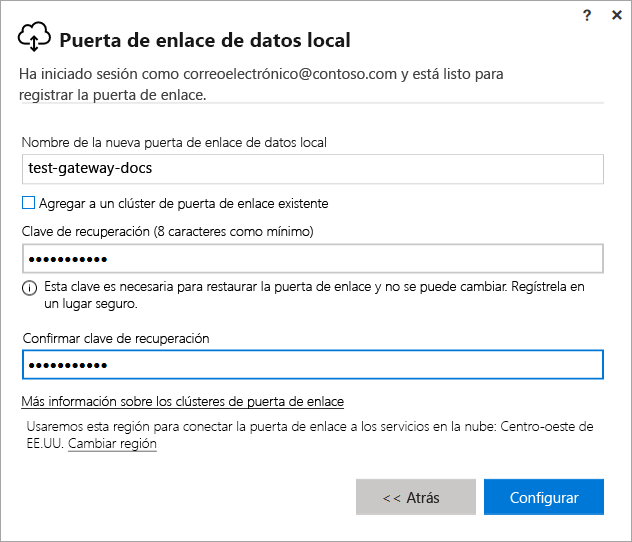 ? ×
Puerta de enlace de datos local
Ha iniciado sesión como correoelectrónico@contoso.com y está listo para
registrar la puerta de enlace.
Nombre de la nueva puerta de enlace de datos local
test-gateway-docs
Agregar a un clúster de puerta de enlace existente
Clave de recuperación (8 caracteres como mínimo)
●●●●●●●●●●●
Esta clave es necesaria para restaurar la puerta de enlace y no se puede cambiar. Regístrela en
un lugar seguro.
Confirmar clave de recuperación
●●●●●●●●●●●
Más información sobre los clústeres de puerta de enlace
Usaremos esta región para conectar la puerta de enlace a los servicios en la nube: Centro-oeste de
EE.UU. Cambiar región
<< Atrás
Configurar